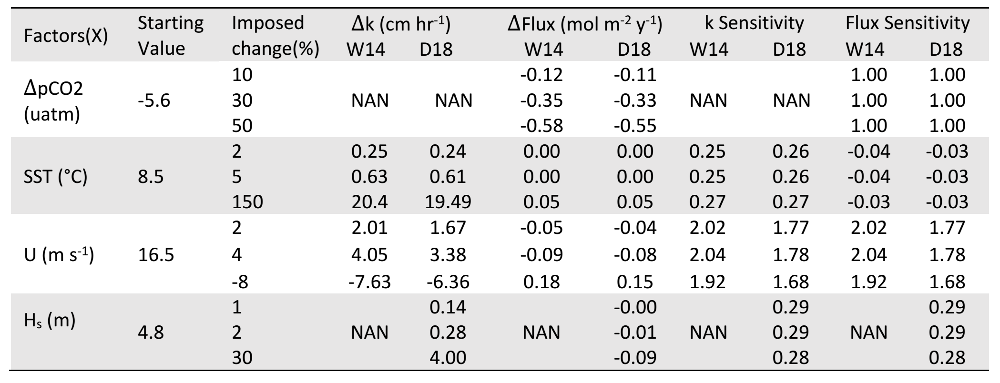 Factors(X) Starting Value Imposed change(%) Δk (cm hr-1) ΔFlux (mol m-2 y-1) k Sensitivity Flux Sensitivity
W14 D18 W14 D18 W14 D18 W14 D18
ΔpCO2 (uatm) -5.6 10 NAN NAN -0.12 -0.11 NAN NAN 1.00 1.00
30 -0.35 -0.33 1.00 1.00
50 -0.58 -0.55 1.00 1.00
SST (°C) 8.5 2 0.25 0.24 0.00 0.00 0.25 0.26 -0.04 -0.03
5 0.63 0.61 0.00 0.00 0.25 0.26 -0.04 -0.03
150 20.4 19.49 0.05 0.05 0.27 0.27 -0.03 -0.03
U (m s-1) 16.5 2 2.01 1.67 -0.05 -0.04 2.02 1.77 2.02 1.77
4 4.05 3.38 -0.09 -0.08 2.04 1.78 2.04 1.78
-8 -7.63 -6.36 0.18 0.15 1.92 1.68 1.92 1.68
Hs (m) 4.8 1 NAN 0.14 NAN -0.00 NAN 0.29 NAN 0.29
2 0.28 -0.01 0.29 0.29
30 4.00 -0.09 0.28 0.28